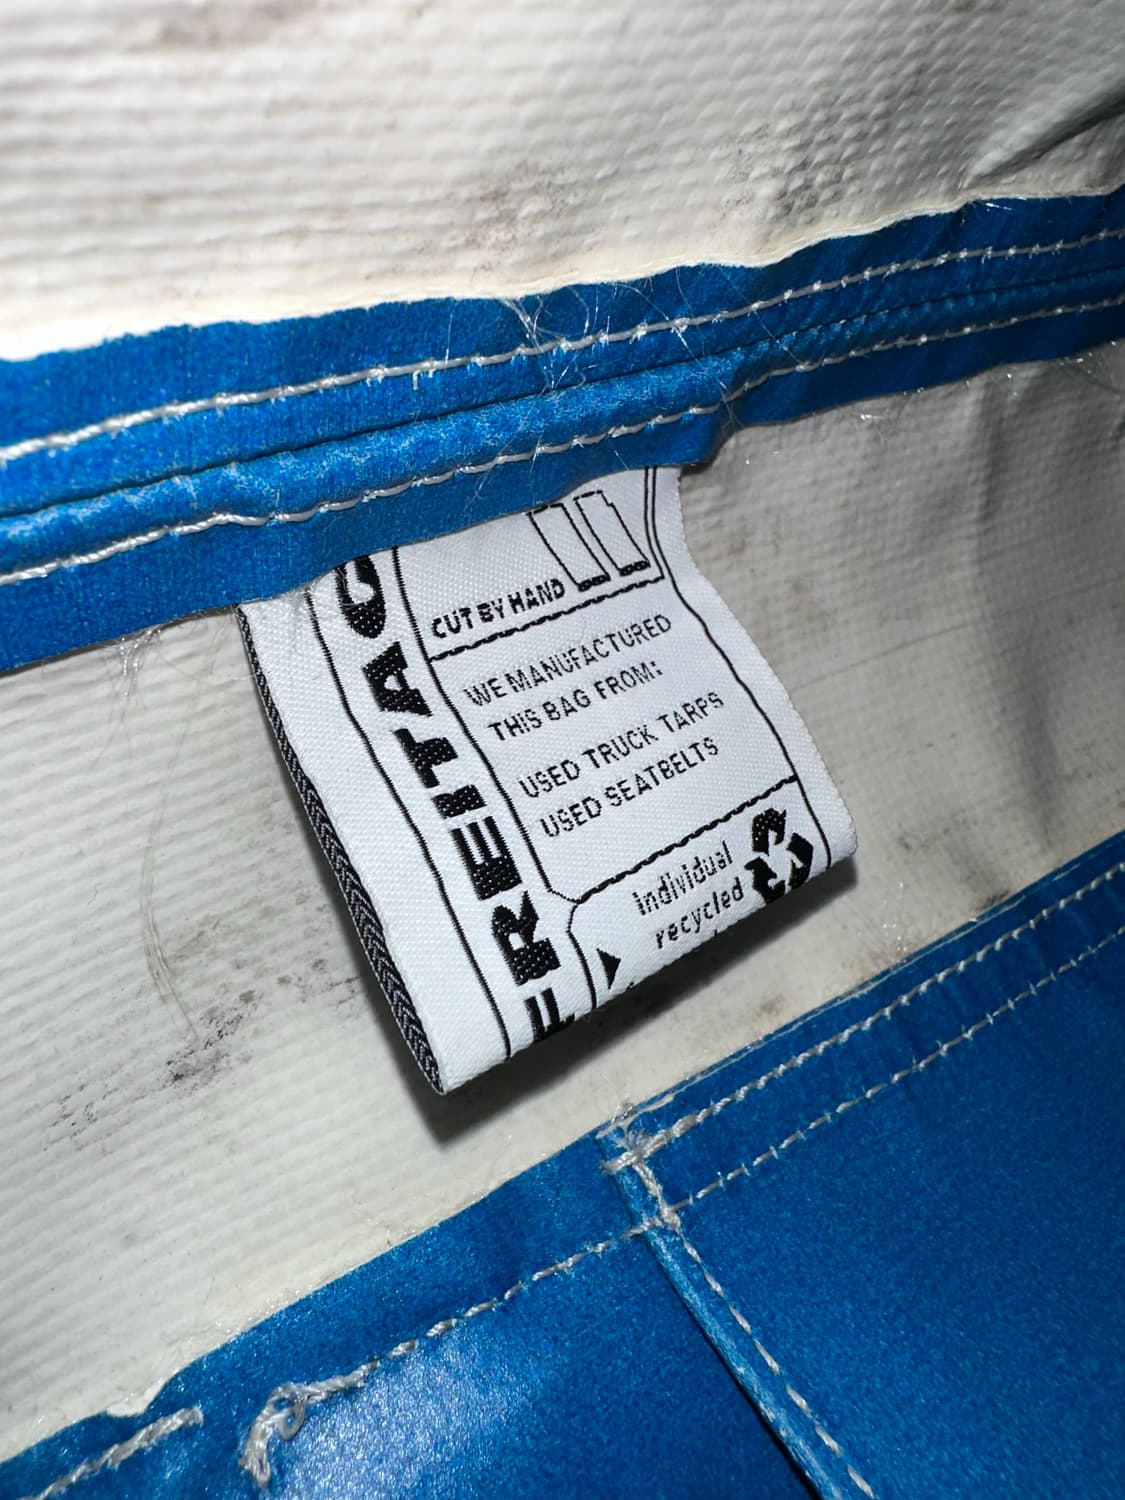 FREITAG
CUT BY HAND
WE MANUFACTURED
THIS BAG FROM:
USED TRUCK TARPS
USED SEATBELTS
Individual
recycled